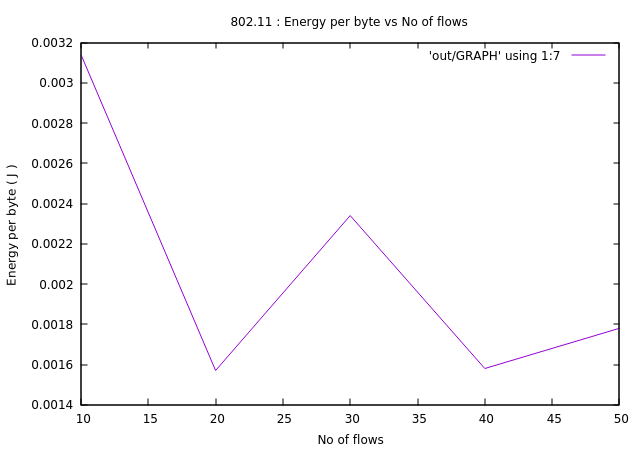 802.11 : Energy per byte vs No of flows
'out/GRAPH' using 1:7
Energy per byte ( J )
0.0032
0.003
0.0028
0.0026
0.0024
0.0022
0.002
0.0018
0.0016
0.0014
10 15 20 25 30 35 40 45 50
No of flows